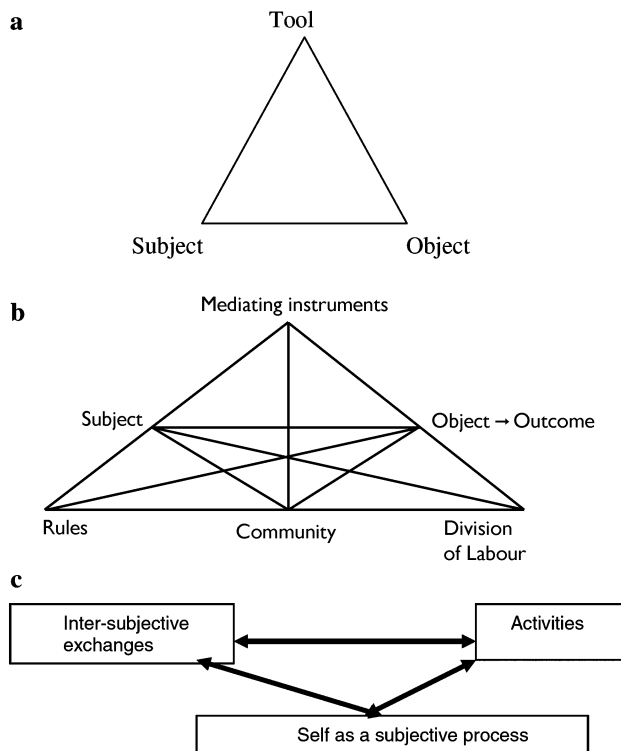 a
Tool
Subject
Object
b
Mediating instruments
Subject
Object → Outcome
Rules
Community
Division
of Labour
c
Inter-subjective
exchanges
Activities
Self as a subjective process